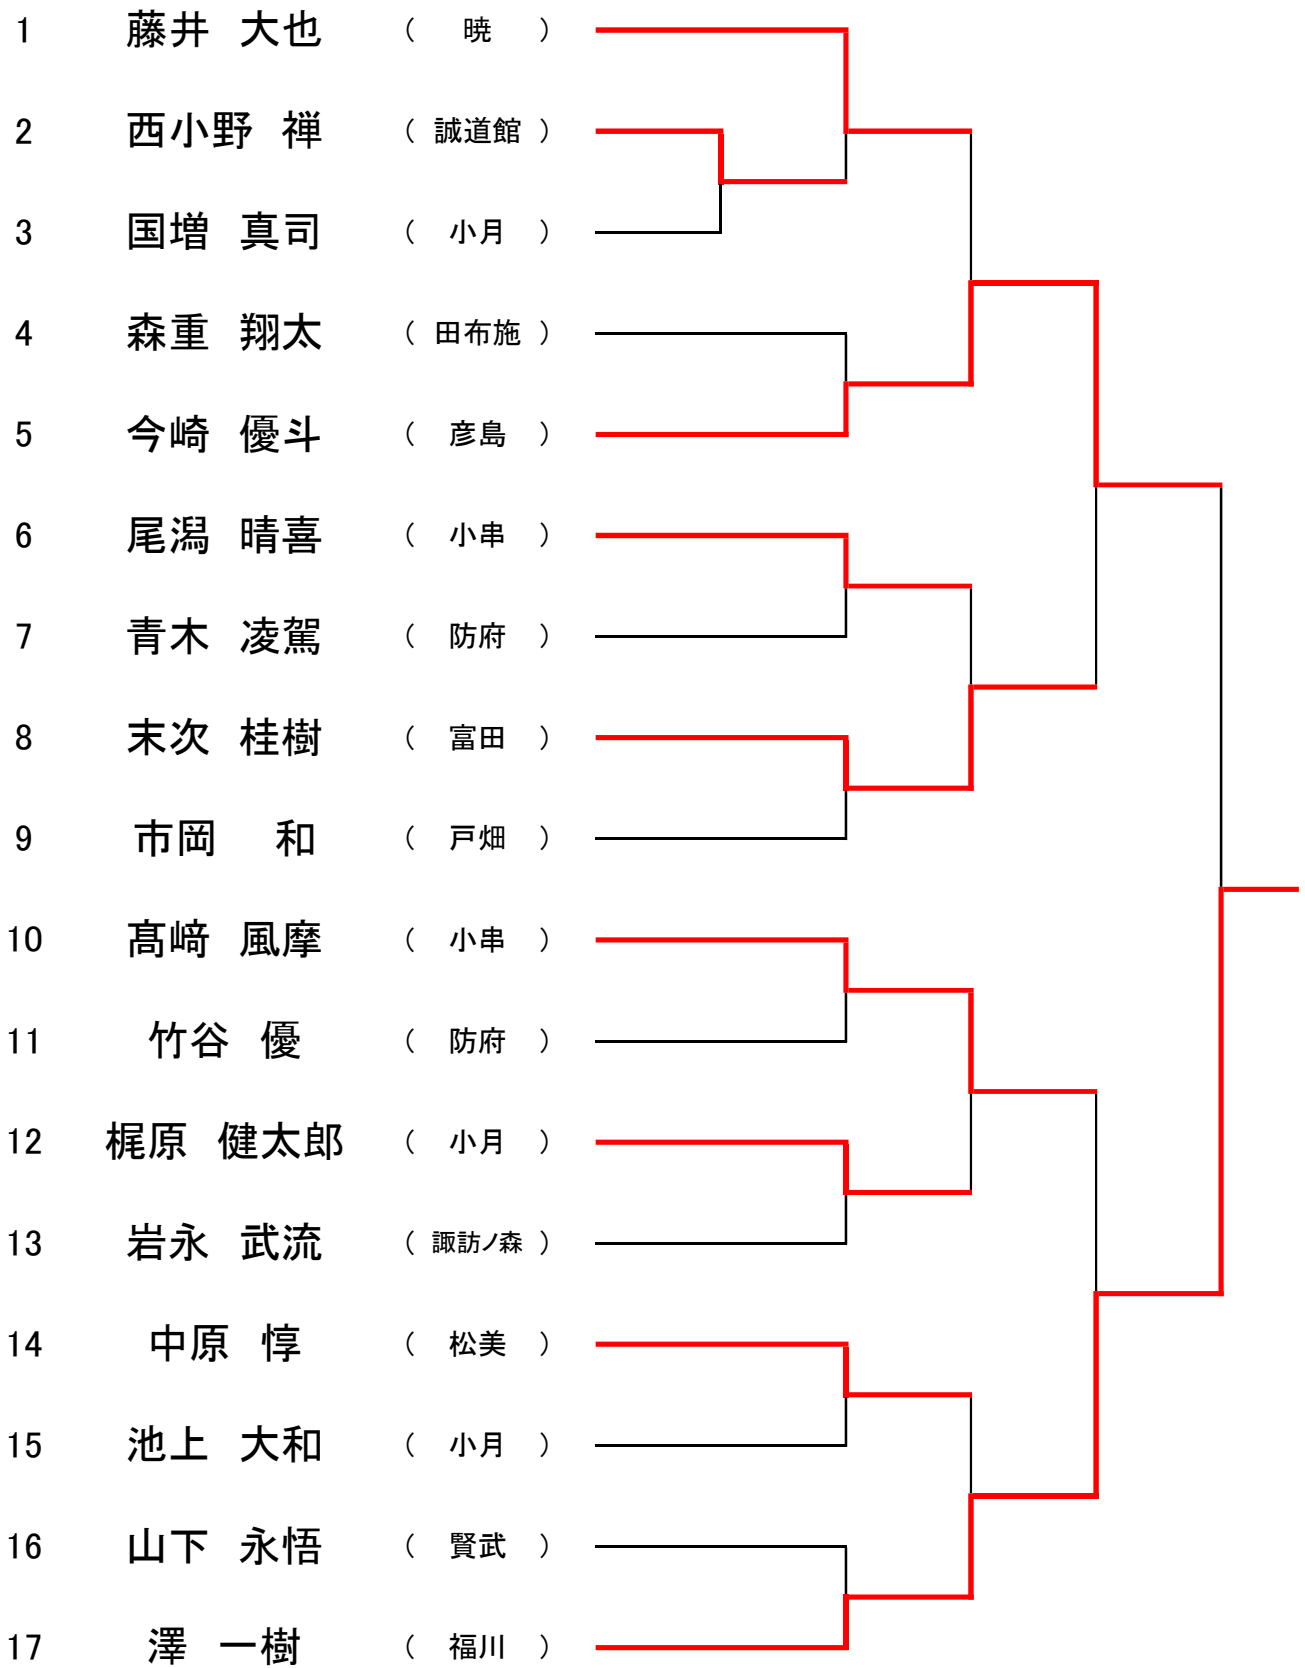 1 藤井 大也 ( 暁 )
2 西小野 禅 ( 誠道館 )
3 国増 真司 ( 小月 )
4 森重 翔太 ( 田布施 )
5 今崎 優斗 ( 彦島 )
6 尾潟 晴喜 ( 小串 )
7 青木 凌駕 ( 防府 )
8 末次 桂樹 ( 富田 )
9 市岡 和 ( 戸畑 )
10 髙﨑 風摩 ( 小串 )
11 竹谷 優 ( 防府 )
12 梶原 健太郎 ( 小月 )
13 岩永 武流 ( 諏訪ノ森 )
14 中原 惇 ( 松美 )
15 池上 大和 ( 小月 )
16 山下 永悟 ( 賢武 )
17 澤 一樹 ( 福川 )